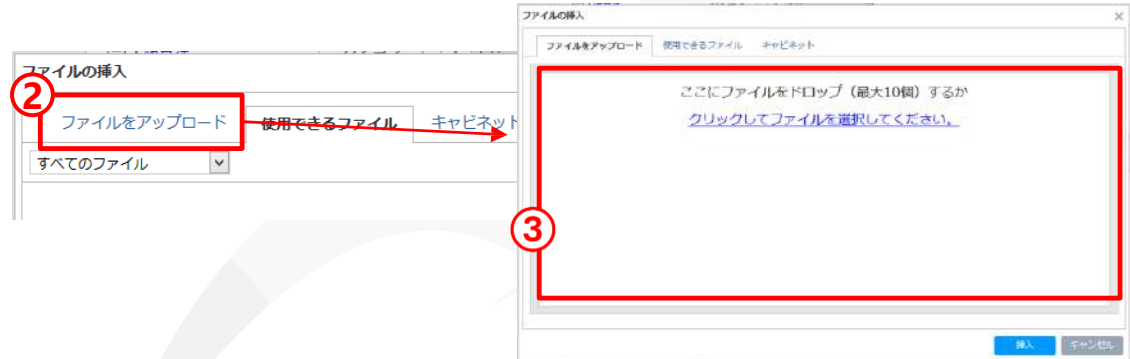 ファイルの挿入
②
ファイルをアップロード 使用できるファイル キャビネット
すべてのファイル
ファイルの挿入
ファイルをアップロード 使用できるファイル キャビネット
ここにファイルをドロップ（最大10個）するか
クリックしてファイルを選択してください。
③
挿入 キャンセル